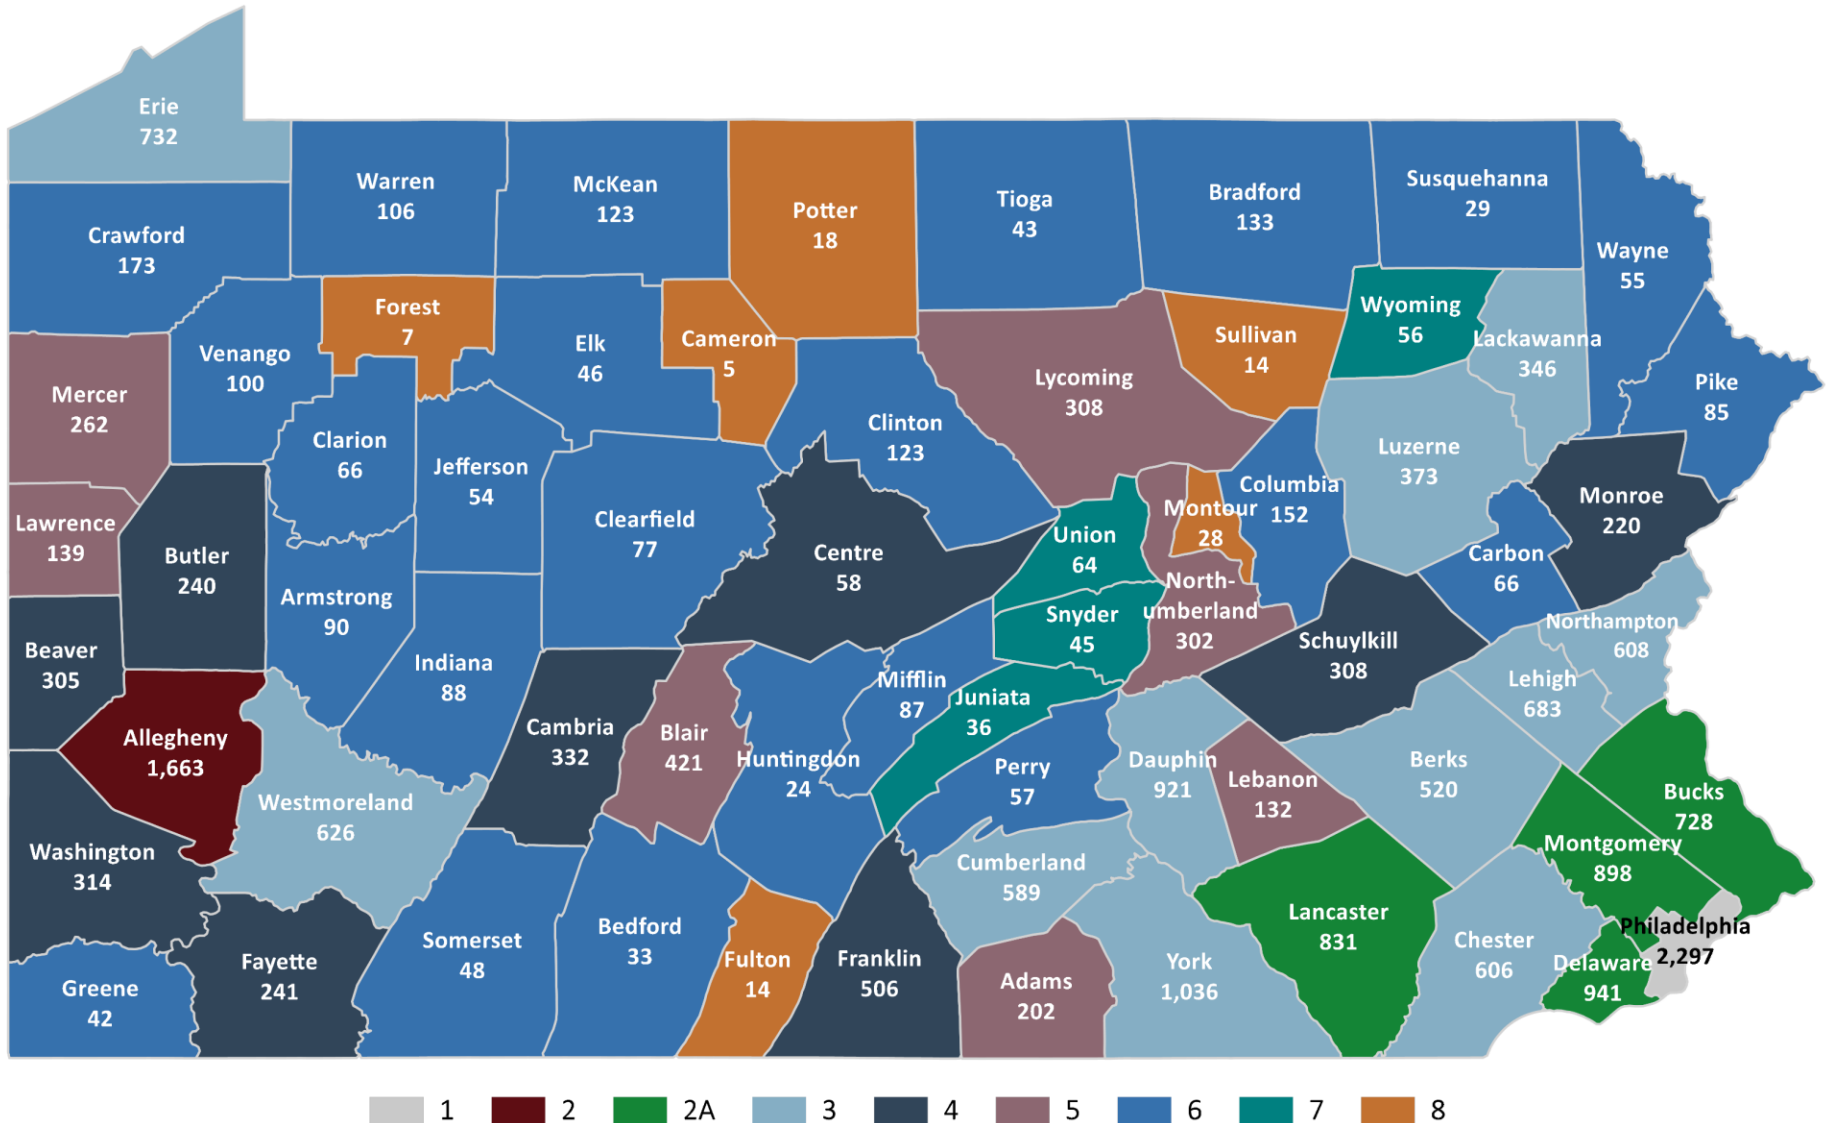 Erie
732
Warren
106
McKean
123
Potter
18
Tioga
43
Bradford
133
Susquehanna
29
Crawford
173
Wayne
55
Forest
7
Wyoming
56
Venango
100
Elk
46
Cameron
5
Sullivan
14
Lackawanna
346
Mercer
262
Lycoming
308
Pike
85
Clarion
66
Jefferson
54
Clinton
123
Luzerne
373
Lawrence
139
Butler
240
Clearfield
77
Centre
58
Union
64
Montour
28
Columbia
152
Monroe
220
Carbon
66
Armstrong
90
North-
umberland
302
Snyder
45
Schuylkill
308
Northampton
608
Beaver
305
Indiana
88
Mifflin
87
Juniata
36
Lehigh
683
Allegheny
1,663
Cambria
332
Blair
421
Huntingdon
24
Perry
57
Dauphin
921
Lebanon
132
Berks
520
Bucks
728
Westmoreland
626
Washington
314
Cumberland
589
Montgomery
898
Lancaster
831
Philadelphia
2,297
Somerset
48
Bedford
33
Fulton
14
Franklin
506
Adams
202
York
1,036
Chester
606
Delaware
941
Greene
42
Fayette
241
1 2 2A 3 4 5 6 7 8